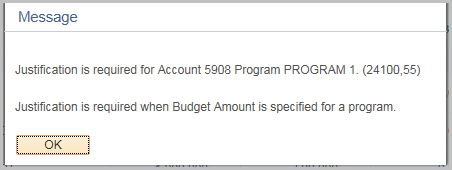 Message
Justification is required for Account 5908 Program PROGRAM 1. (24100,55)
Justification is required when Budget Amount is specified for a program.
OK